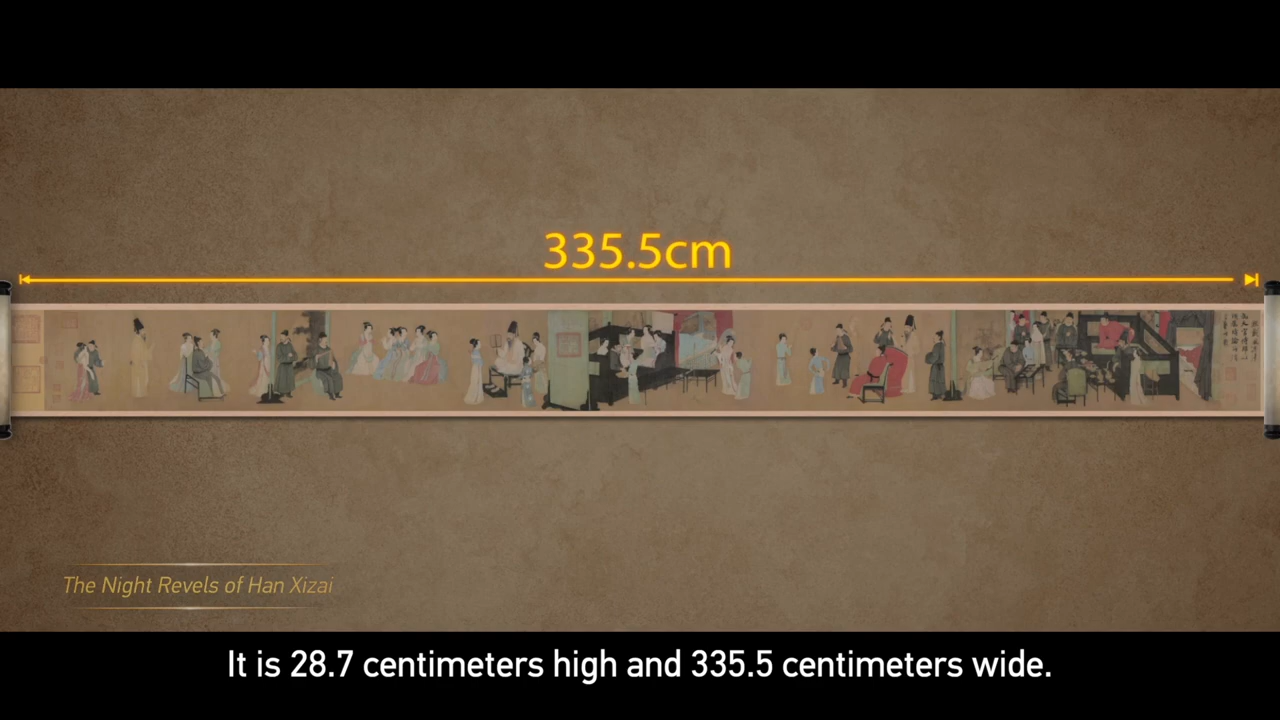 335.5cm
The Night Revels of Han Xizai
It is 28.7 centimeters high and 335.5 centimeters wide.